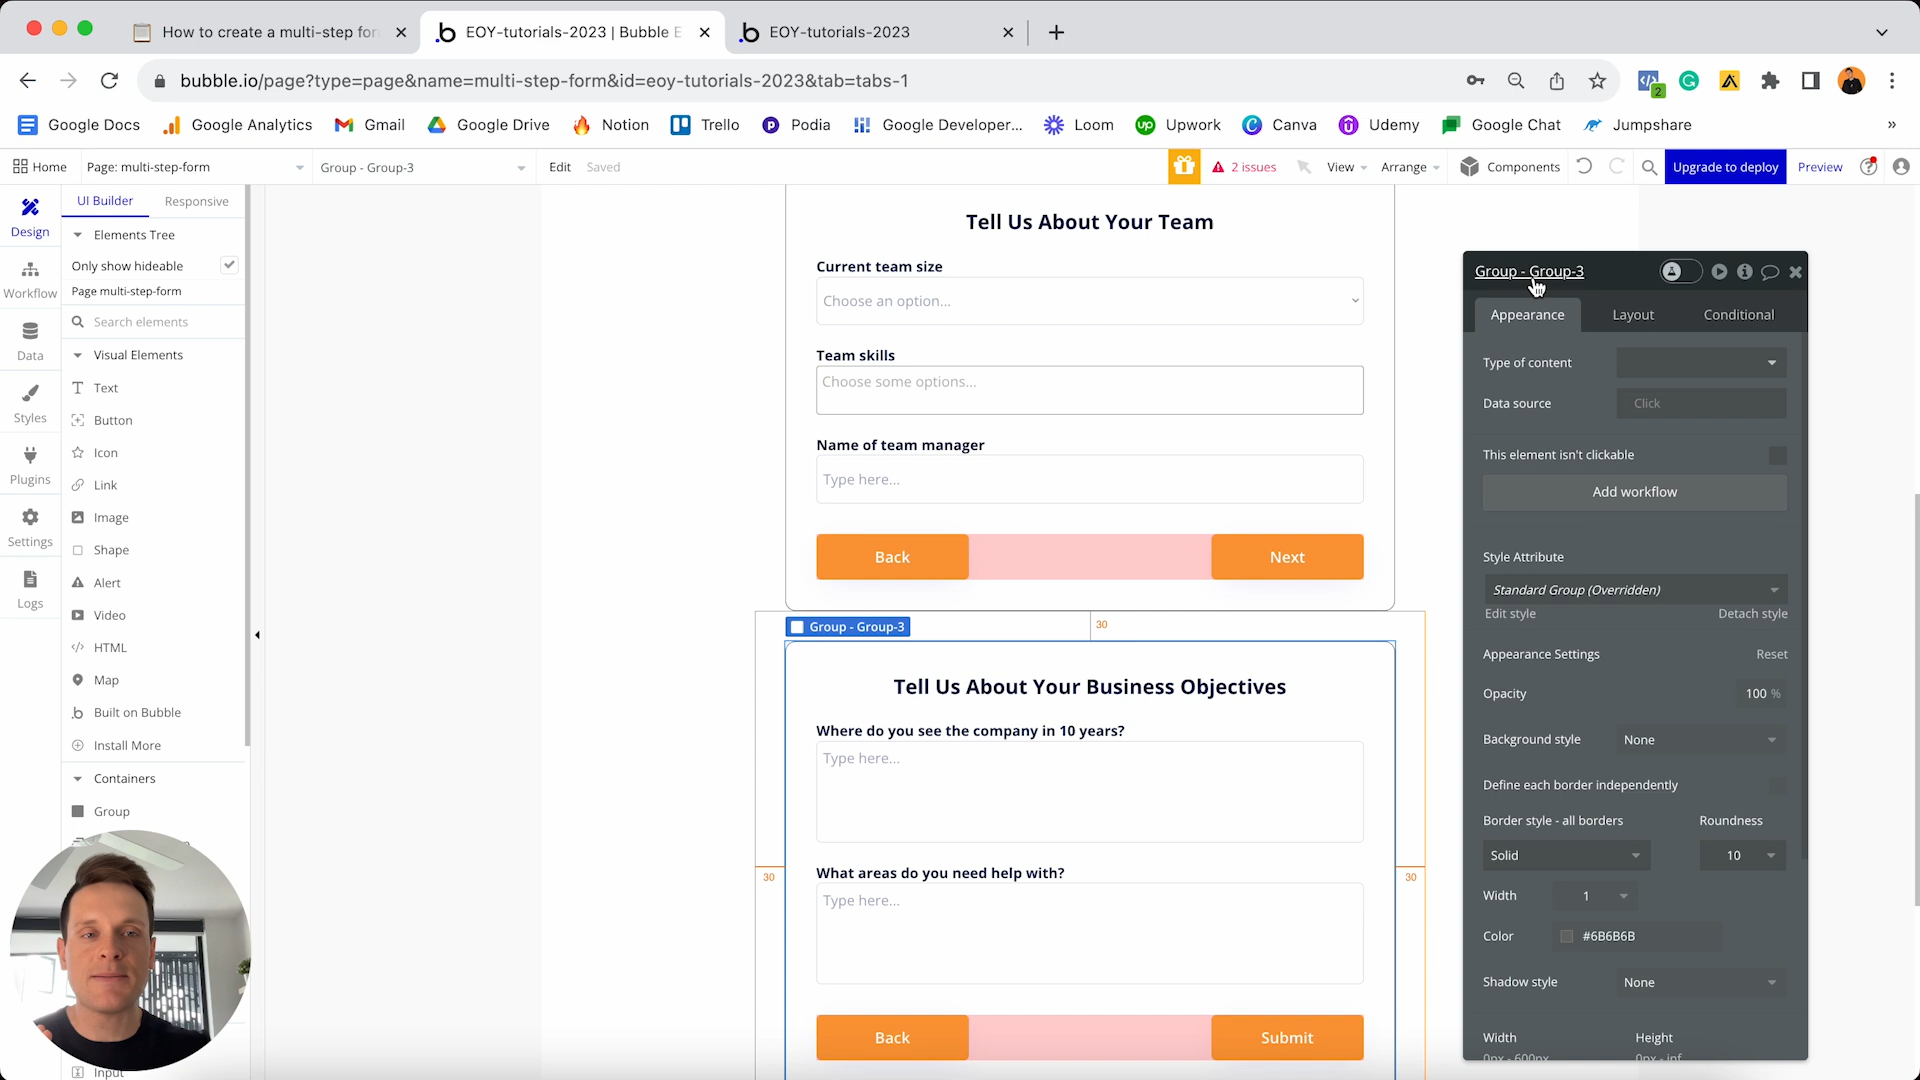 How to create a multi-step for
EOY-tutorials-2023 | Bubble E
EOY-tutorials-2023
bubble.io/page?type=page&name=multi-step-form&id=eoy-tutorials-2023&tab=tabs-1
2
Google Docs
Google Analytics
Gmail
Google Drive
Notion
Trello
Podia
Google Developer...
Loom
Upwork
Canva
Udemy
Google Chat
Jumpshare
»
Home
Page: multi-step-form
Group - Group-3
Edit
Saved
2 issues
View
Arrange
Components
Upgrade to deploy
Preview
Design
Workflow
Data
Styles
Plugins
Settings
Logs
UI Builder
Responsive
Elements Tree
Only show hideable
Page multi-step-form
Search elements
Visual Elements
Text
Button
Icon
Link
Image
Shape
Alert
Video
HTML
Map
Built on Bubble
Install More
Containers
Group
Input
Tell Us About Your Team
Current team size
Choose an option...
Team skills
Choose some options...
Name of team manager
Type here...
Back
Next
Group - Group-3
30
Tell Us About Your Business Objectives
Where do you see the company in 10 years?
Type here...
30
30
What areas do you need help with?
Type here...
Back
Submit
Group - Group-3
Appearance
Layout
Conditional
Type of content
Data source
Click
This element isn't clickable
Add workflow
Style Attribute
Standard Group (Overridden)
Edit style
Detach style
Appearance Settings
Reset
Opacity
100 %
Background style
None
Define each border independently
Border style - all borders
Roundness
Solid
10
Width
1
Color
#6B6B6B
Shadow style
None
Width
Height
0px - 600px
0px - inf